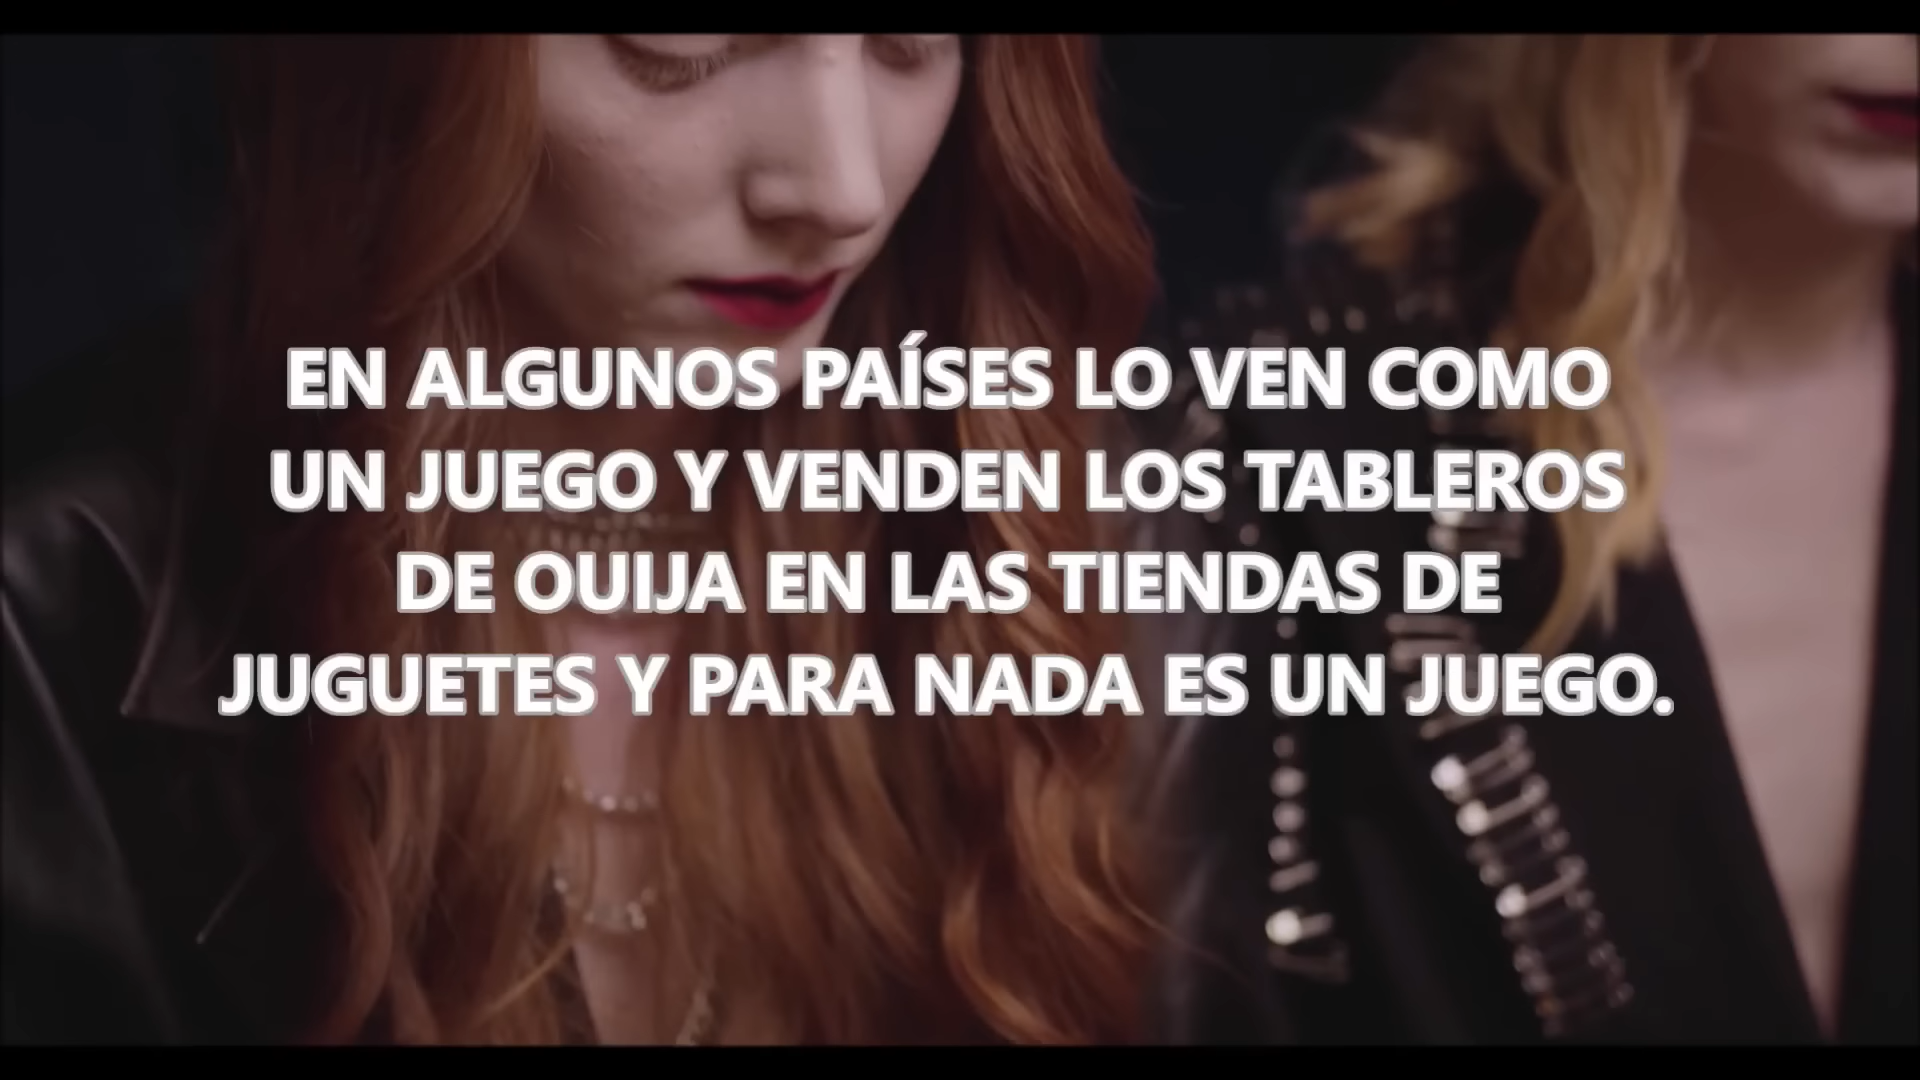 EN ALGUNOS PAÍSES LO VEN COMO
UN JUEGO Y VENDEN LOS TABLEROS
DE OUIJA EN LAS TIENDAS DE
JUGUETES Y PARA NADA ES UN JUEGO.